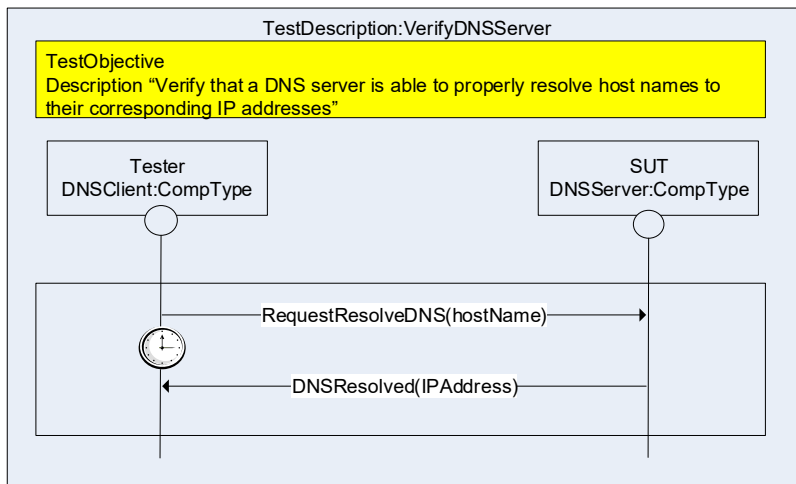 TestDescription:VerifyDNSServer
TestObjective
Description “Verify that a DNS server is able to properly resolve host names to
their corresponding IP addresses”
Tester
DNSClient:CompType
SUT
DNSServer:CompType
RequestResolveDNS(hostName)
DNSResolved(IPAddress)